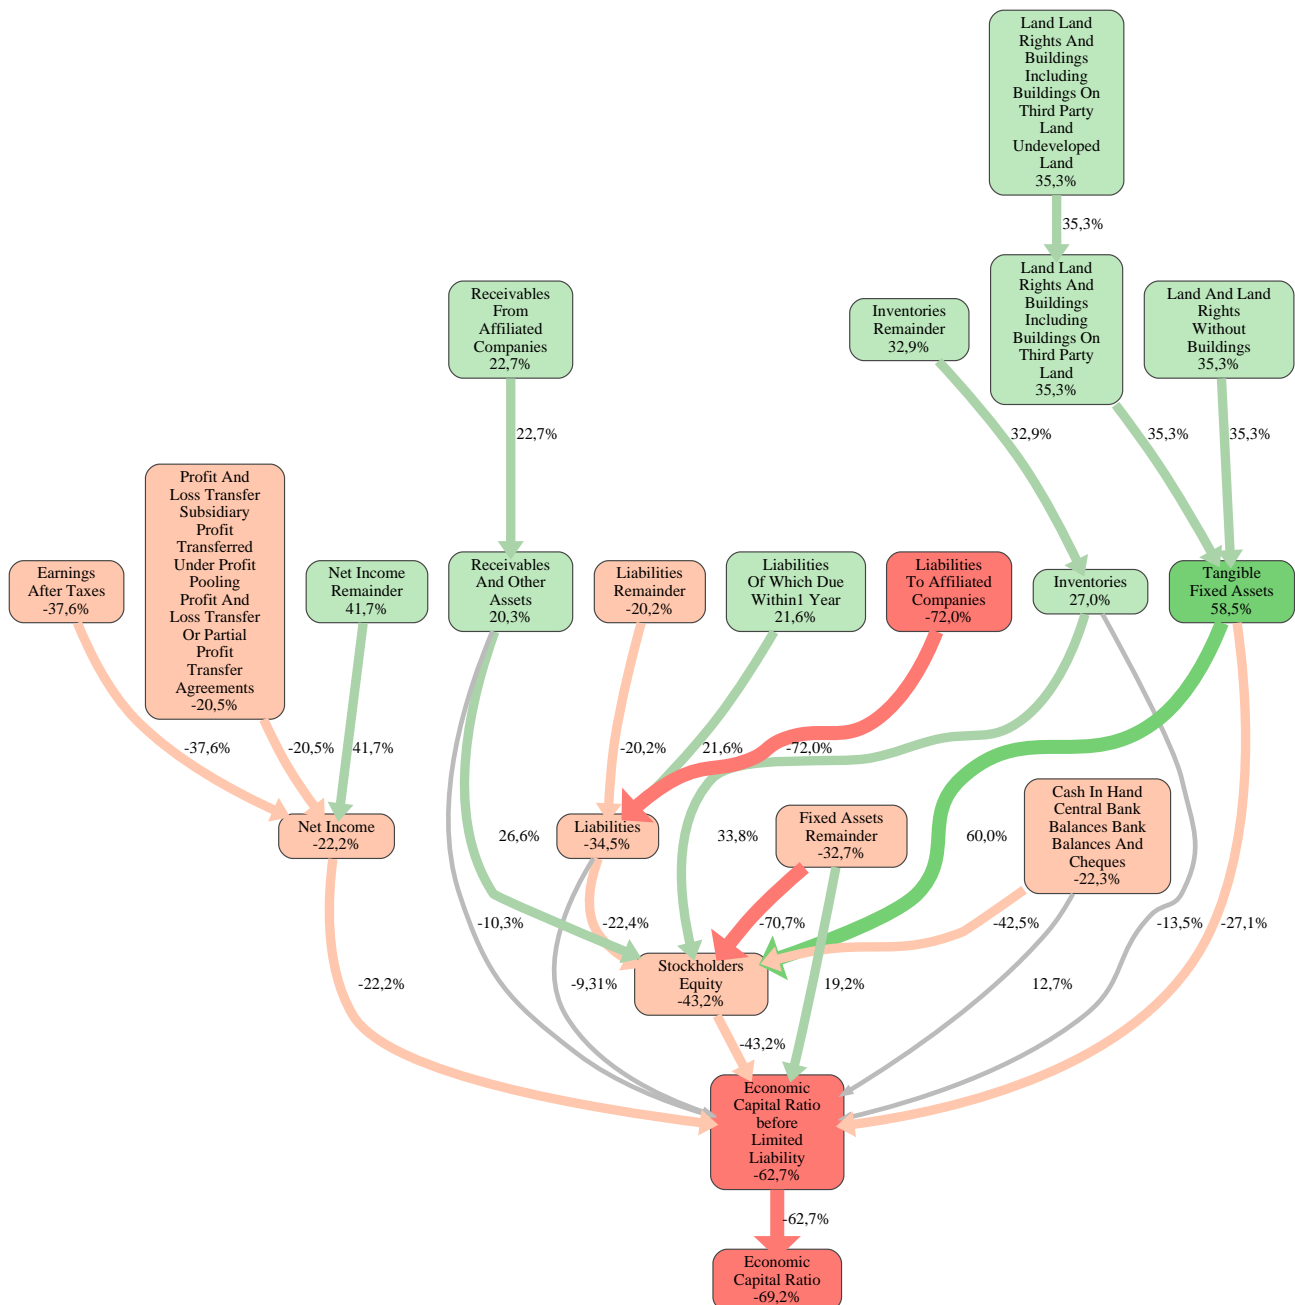 Land Land
Rights And
Buildings
Including
Buildings On
Third Party
Land
Undeveloped
Land
35,3%
35,3%
Receivables
From
Affiliated
Companies
22,7%
Inventories
Remainder
32,9%
Land Land
Rights And
Buildings
Including
Buildings On
Third Party
Land
35,3%
Land And Land
Rights
Without
Buildings
35,3%
22,7%
32,9%
35,3%
35,3%
Earnings
After Taxes
-37,6%
Profit And
Loss Transfer
Subsidiary
Profit
Transferred
Under Profit
Pooling
Profit And
Loss Transfer
Or Partial
Profit
Transfer
Agreements
-20,5%
Net Income
Remainder
41,7%
Receivables
And Other
Assets
20,3%
Liabilities
Remainder
-20,2%
Liabilities
Of Which Due
Within1 Year
21,6%
Liabilities
To Affiliated
Companies
-72,0%
Inventories
27,0%
Tangible
Fixed Assets
58,5%
-37,6%
-20,5%
41,7%
-20,2%
21,6%
-72,0%
Net Income
-22,2%
26,6%
Liabilities
-34,5%
33,8%
Fixed Assets
Remainder
-32,7%
60,0%
Cash In Hand
Central Bank
Balances Bank
Balances And
Cheques
-22,3%
-10,3%
-22,4%
-70,7%
-42,5%
-13,5%
-27,1%
-22,2%
-9,31%
Stockholders
Equity
-43,2%
19,2%
12,7%
-43,2%
Economic
Capital Ratio
before
Limited
Liability
-62,7%
-62,7%
Economic
Capital Ratio
-69,2%